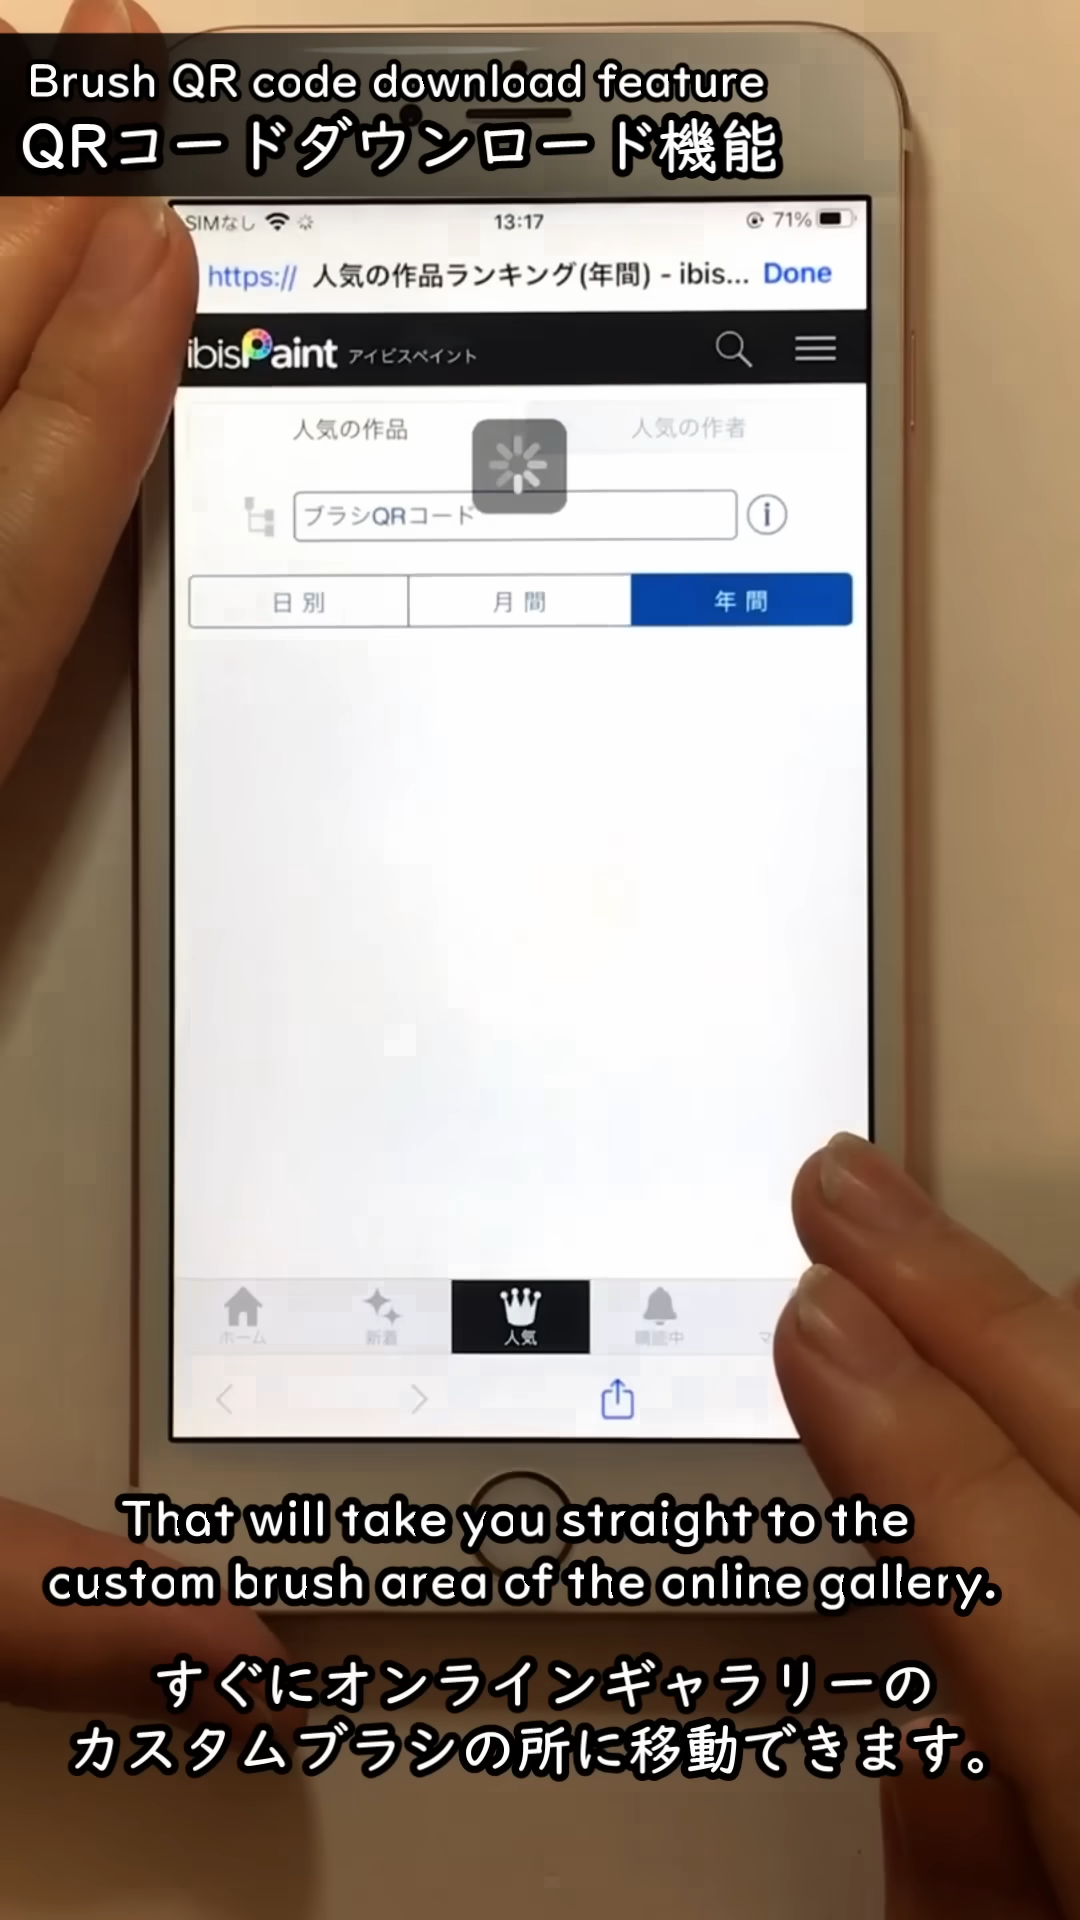 Brush QR code download feature
QRコードダウンロード機能
SIMなし 13:17 71%
https:// 人気の作品ランキング(年間) - ibis... Done
ibisPaint アイビスペイント
人気の作品 人気の作者
ブラシQRコード i
日別 月間 年間
ホーム 新着 人気 購読中
That will take you straight to the
custom brush area of the online gallery.
すぐにオンラインギャラリーの
カスタムブラシの所に移動できます。